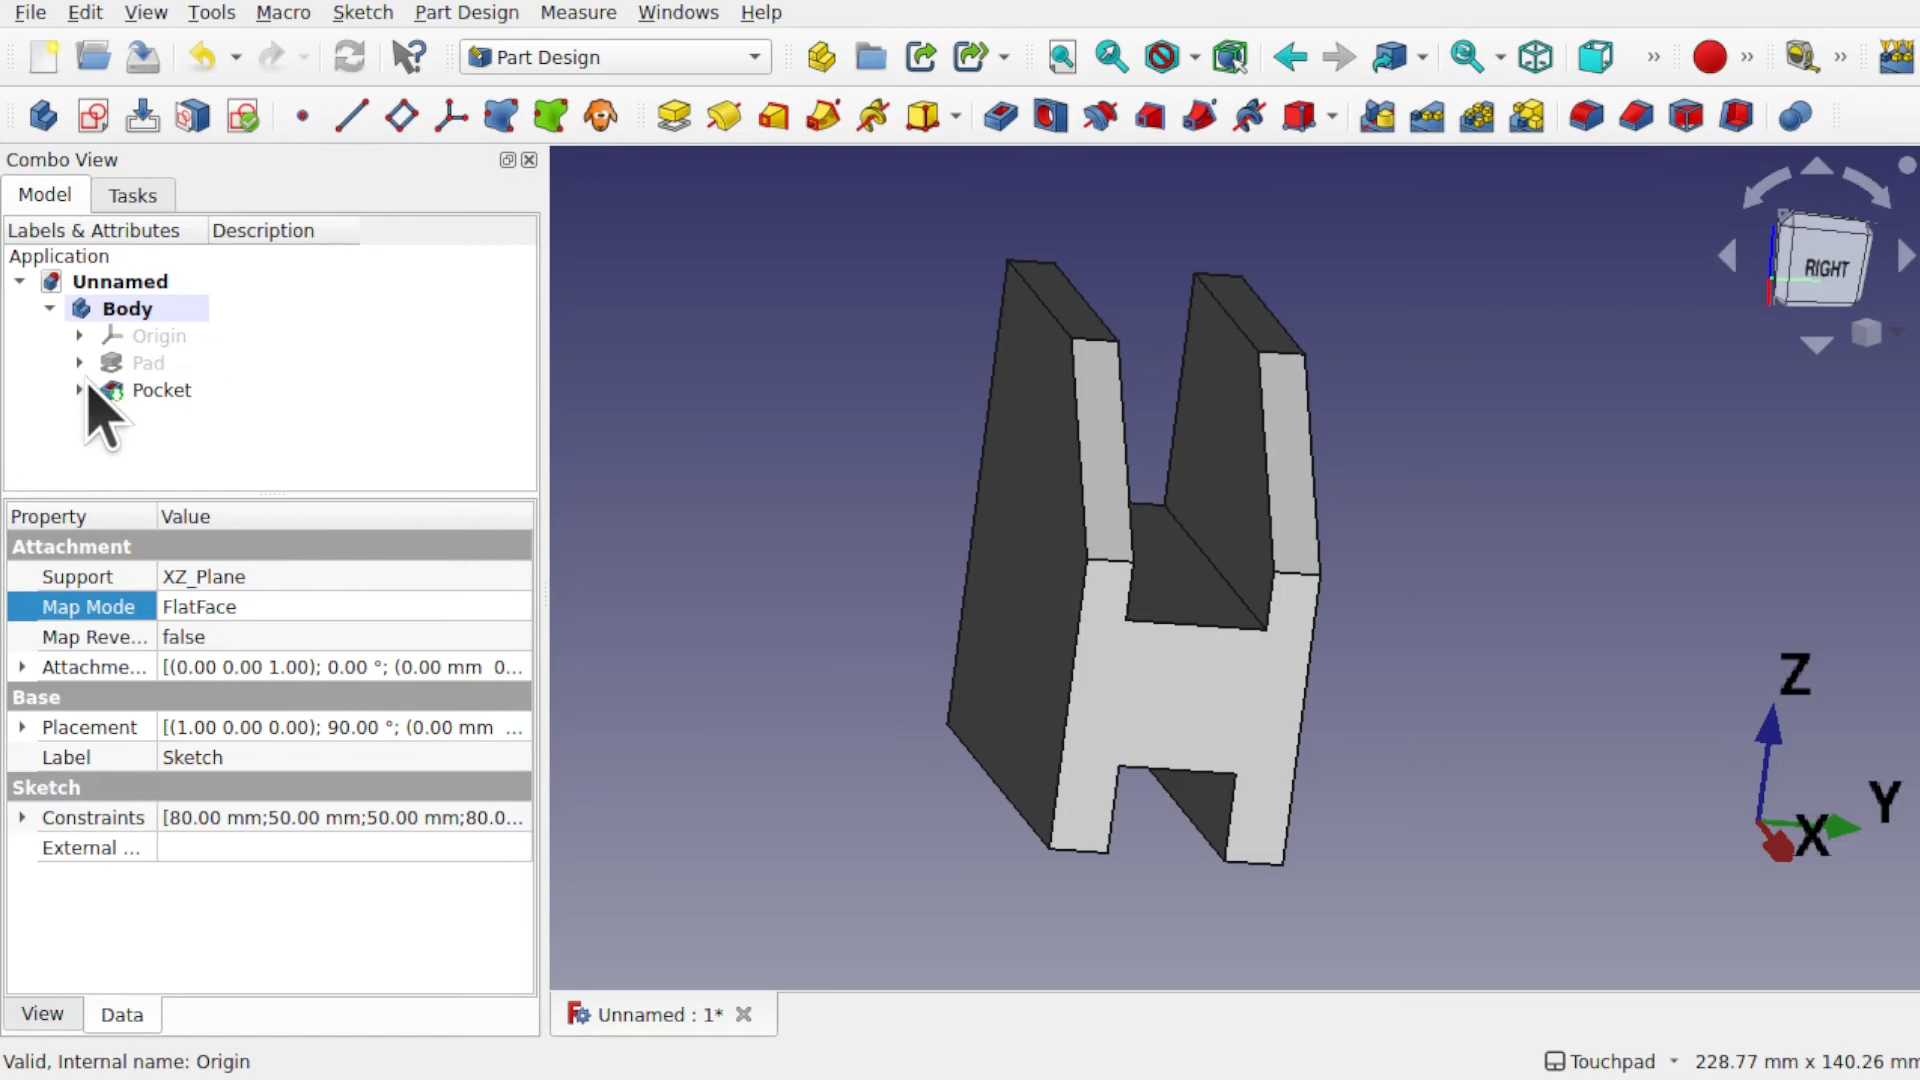 File Edit View Tools Macro Sketch Part Design Measure Windows Help
Part Design
Combo View
Model Tasks
Labels & Attributes Description
Application
Unnamed
Body
Origin
Pad
Pocket
Property Value
Attachment
Support XZ_Plane
Map Mode FlatFace
Map Reve... false
Attachme... [(0.00 0.00 1.00); 0.00 °; (0.00 mm 0...
Base
Placement [(1.00 0.00 0.00); 90.00 °; (0.00 mm ...
Label Sketch
Sketch
Constraints [80.00 mm;50.00 mm;50.00 mm;80.0...
External ...
View Data
RIGHT
Z
Y
X
Unnamed : 1*
Valid, Internal name: Origin
Touchpad 228.77 mm x 140.26 mm